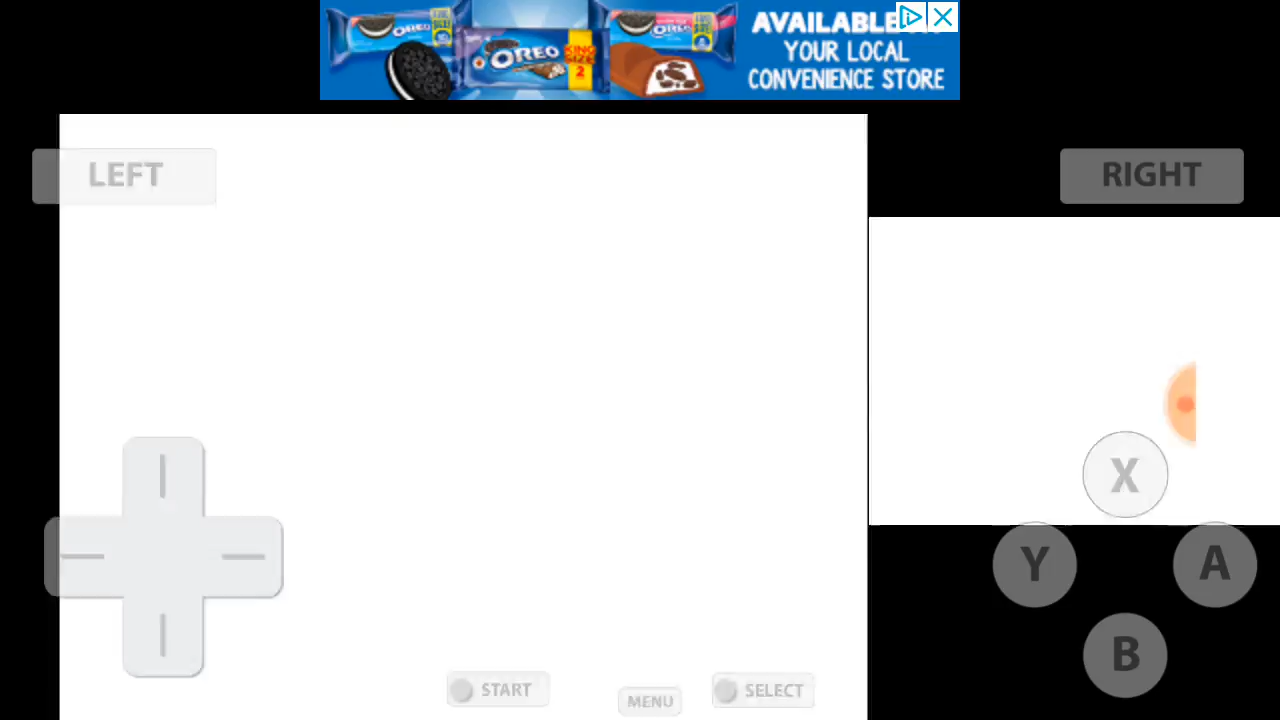 OREO
OREO
OREO
KING
SIZE
2
AVAILABLE
YOUR LOCAL
CONVENIENCE STORE
LEFT
RIGHT
X
Y
A
B
START
MENU
SELECT